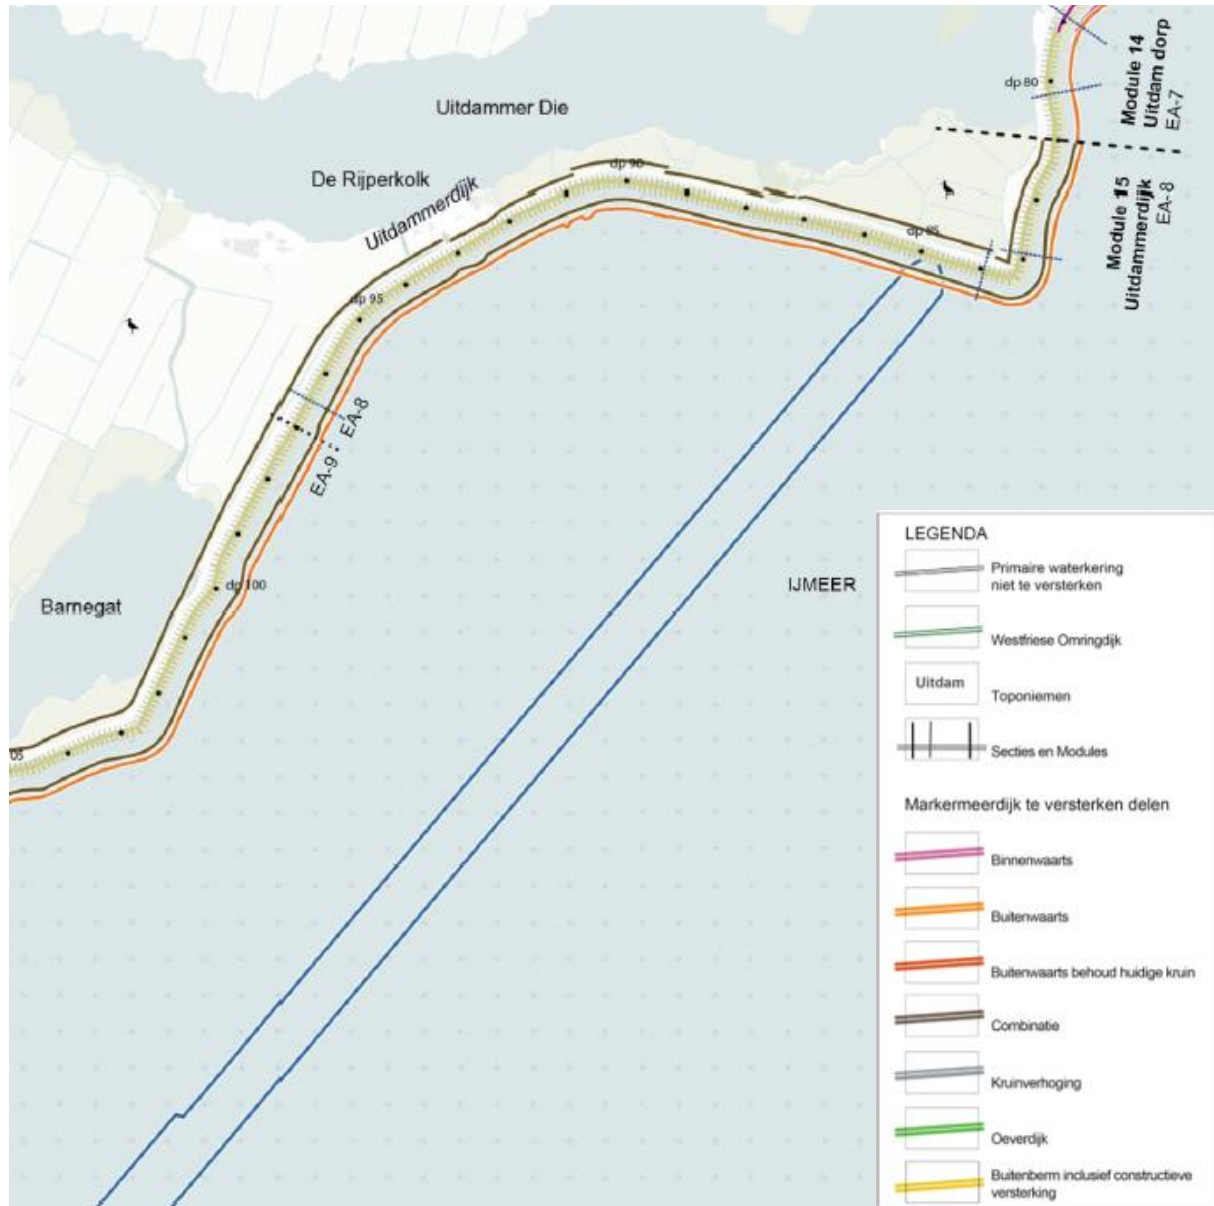 Uitdammer Die
De Rijperkolk
Uitdammerdijk
dp 80
Module 14
Uitdam dorp
EA-7
Module 15
Uitdammerdijk
EA-8
dp 90
dp 85
dp 95
EA-8
EA-9
dp 100
Barnegat
05
IJMEER
LEGENDA
Primaire waterkering
niet te versterken
Westfriese Omringdijk
Uitdam
Toponiemen
Secties en Modules
Markermeerdijk te versterken delen
Binnenwaarts
Buitenwaarts
Buitenwaarts behoud huidige kruin
Combinatie
Kruinverhoging
Oeverdijk
Buitenberm inclusief constructieve
versterking